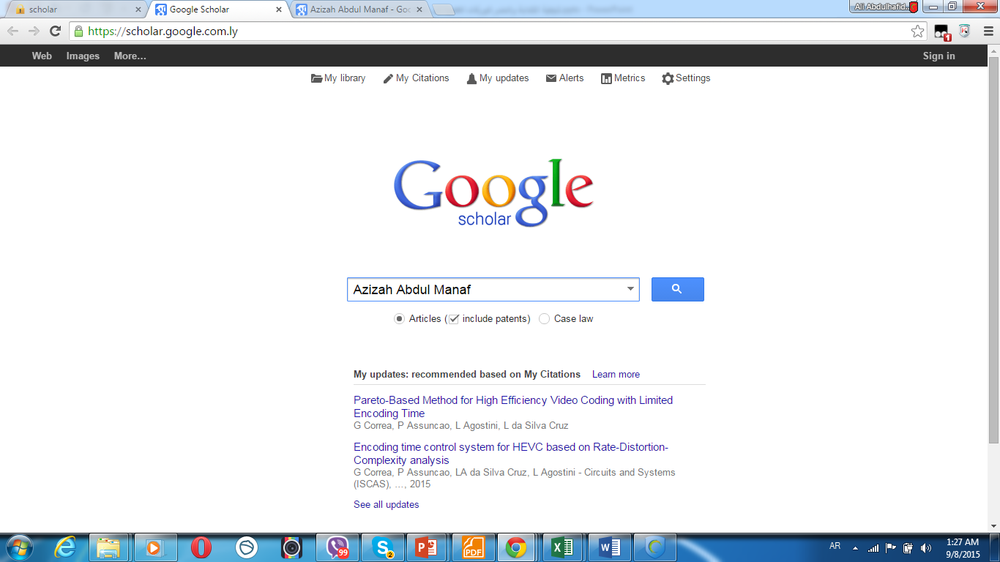 scholar
Google Scholar
Azizah Abdul Manaf - Goo
PowerPoint
Ali Abdulhafid...
https://scholar.google.com.ly
1
Web Images More...
Sign in
My library My Citations My updates Alerts Metrics Settings
Google
scholar
Azizah Abdul Manaf
Articles (include patents) Case law
My updates: recommended based on My Citations Learn more
Pareto-Based Method for High Efficiency Video Coding with Limited
Encoding Time
G Correa, P Assuncao, L Agostini, L da Silva Cruz
Encoding time control system for HEVC based on Rate-Distortion-
Complexity analysis
G Correa, P Assuncao, LA da Silva Cruz, L Agostini - Circuits and Systems
(ISCAS), ..., 2015
See all updates
99
2
PDF
AR
1:27 AM
9/8/2015